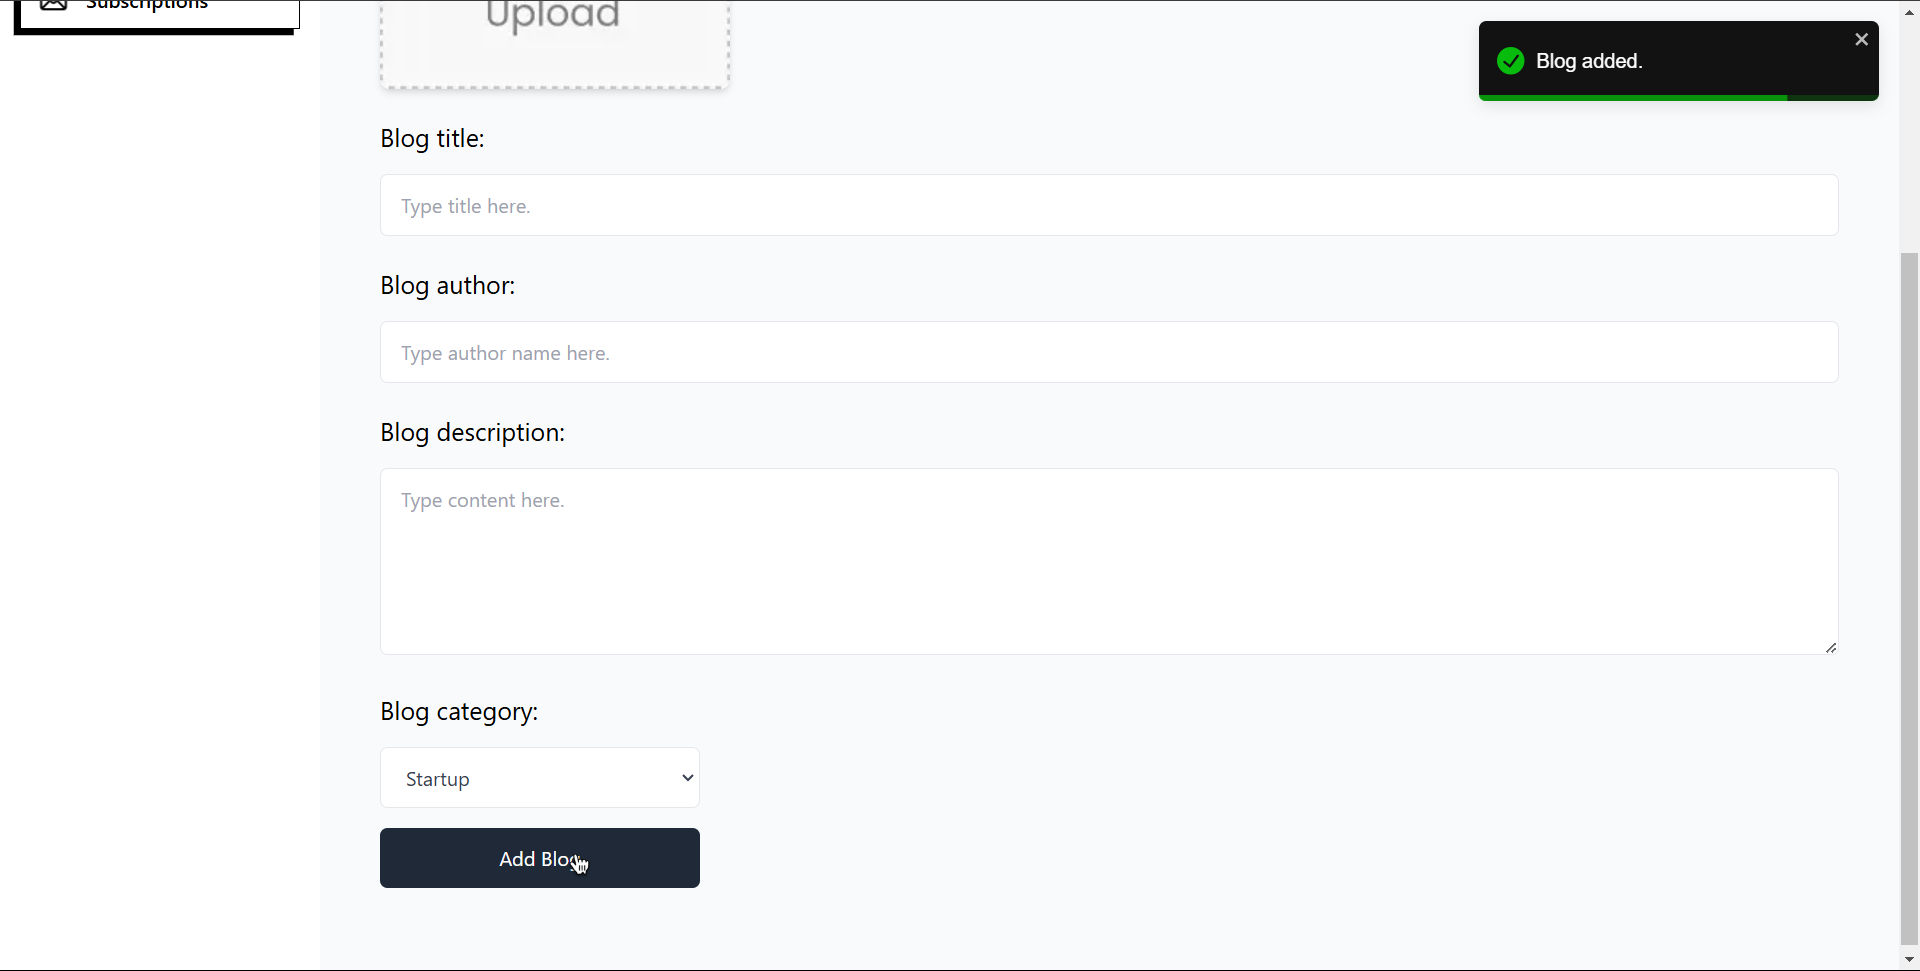 Subscriptions
Upload
Blog added.
Blog title:
Type title here.
Blog author:
Type author name here.
Blog description:
Type content here.
Blog category:
Startup
Add Blog